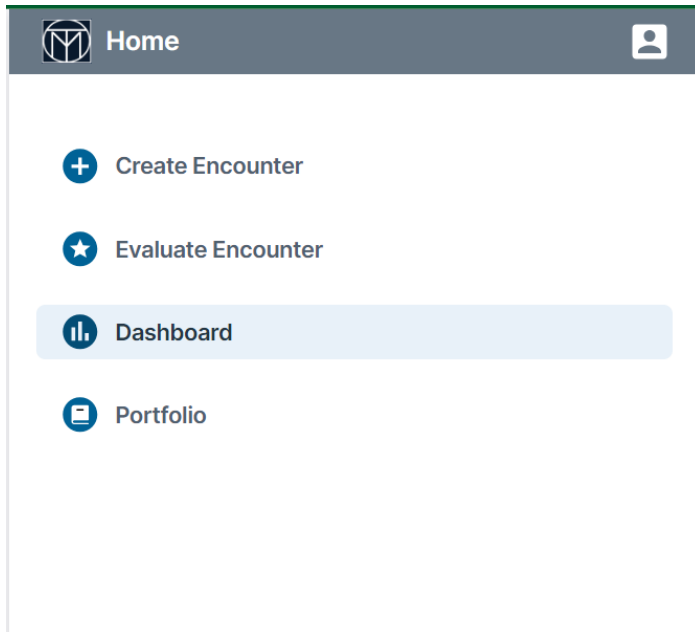 Home
Create Encounter
Evaluate Encounter
Dashboard
Portfolio